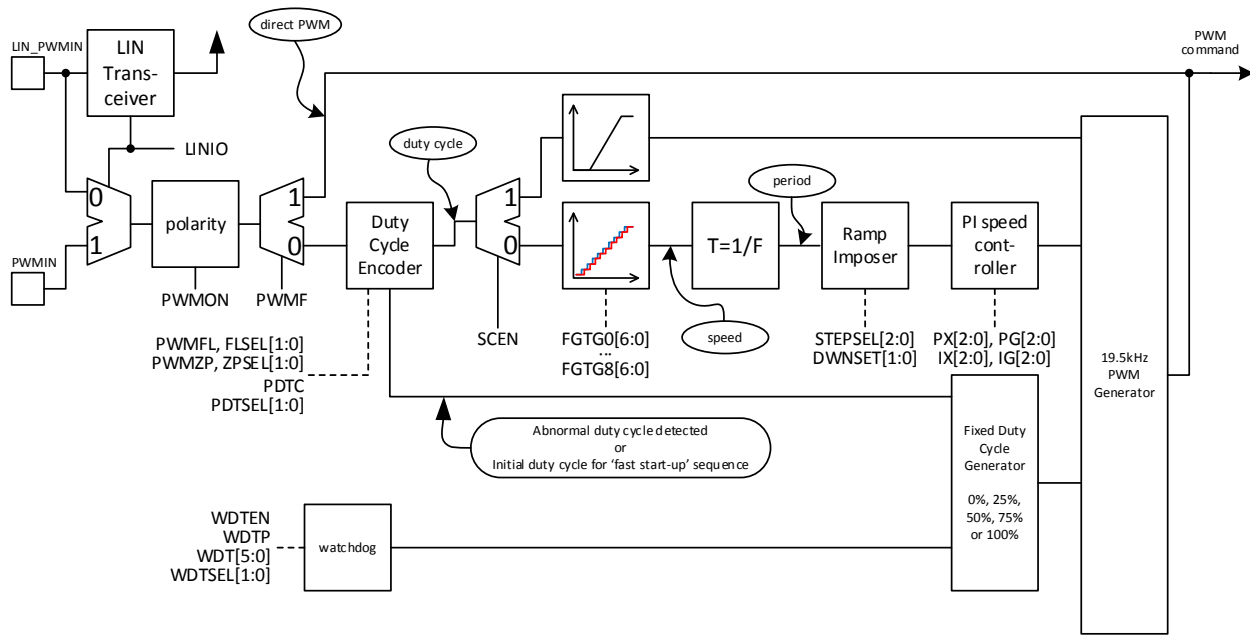 direct PWM
PWM
command
LIN_PWMIN
LIN
Trans-
ceiver
LINIO
duty cycle
period
0
1
PWMIN
polarity
PWMON
1
0
PWMF
Duty
Cycle
Encoder
1
0
SCEN
T=1/F
Ramp
Imposer
PI speed
cont-
roller
speed
PWMFL, FLSEL[1:0]
PWMZP, ZPSEL[1:0]
PDTC
PDTSEL[1:0]
FGTG0[6:0]
...
FGTG8[6:0]
STEPSEL[2:0]
DWNSET[1:0]
PX[2:0], PG[2:0]
IX[2:0], IG[2:0]
19.5kHz
PWM
Generator
Abnormal duty cycle detected
or
Initial duty cycle for 'fast start-up' sequence
Fixed Duty
Cycle
Generator
0%, 25%,
50%, 75%
or 100%
WDTEN
WDTP
WDT[5:0]
WDTSEL[1:0]
watchdog